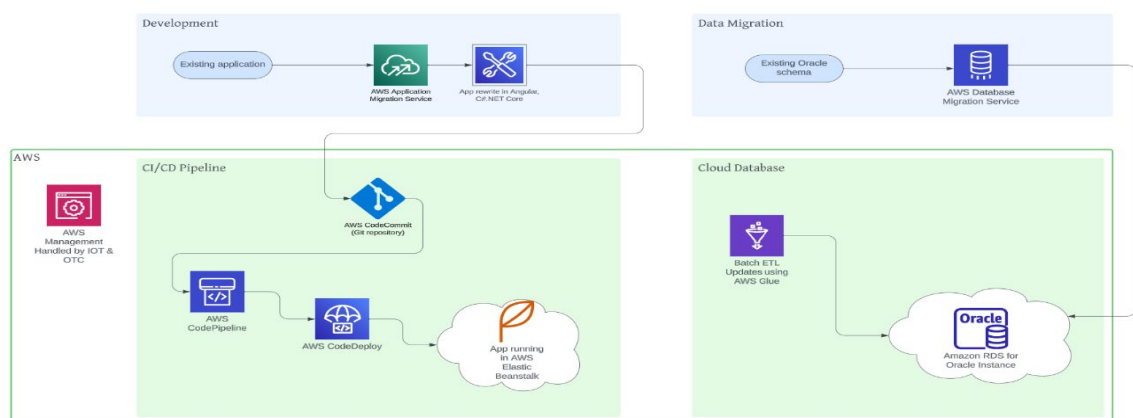 Development
Existing application
AWS Application
Migration Service
App rewrite in Angular,
C#.NET Core
Data Migration
Existing Oracle
schema
AWS Database
Migration Service
AWS
AWS
Management
Handled by IOT &
OTC
CI/CD Pipeline
AWS CodeCommit
(Git repository)
AWS
CodePipeline
AWS CodeDeploy
App running
in AWS
Elastic
Beanstalk
Cloud Database
Batch ETL
Updates using
AWS Glue
Oracle
Amazon RDS for
Oracle Instance